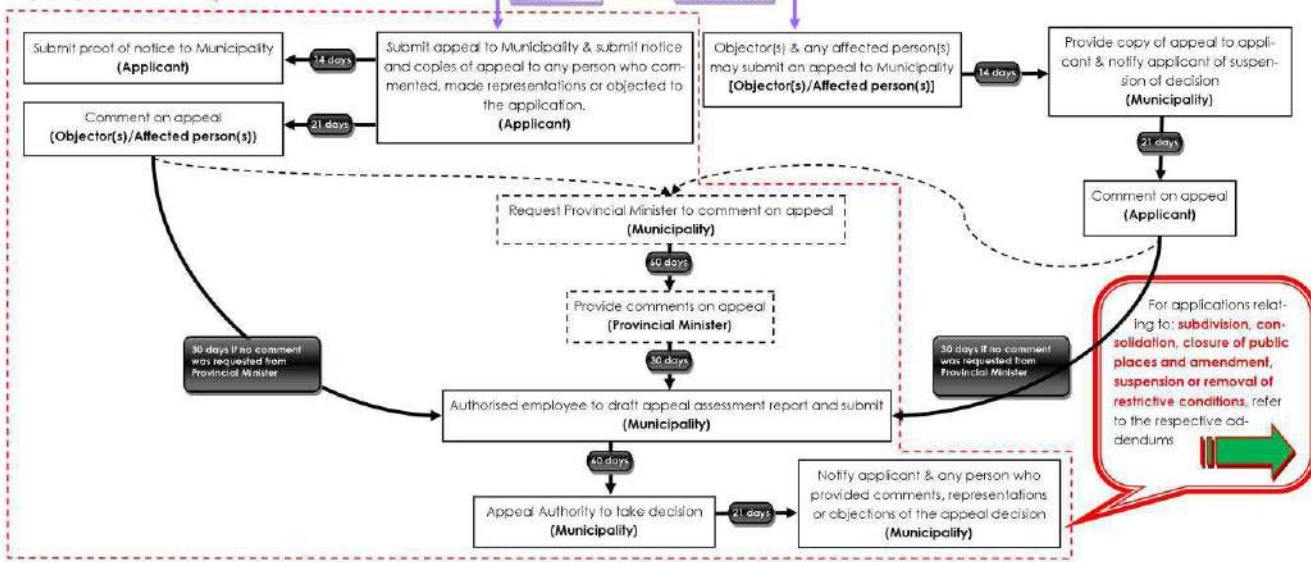 Submit proof of notice to Municipality
(Applicant)
14 days
Submit appeal to Municipality & submit notice
and copies of appeal to any person who com-
mented, made representations or objected to
the application.
(Applicant)
Objector(s) & any affected person(s)
may submit an appeal to Municipality
[Objector(s)/Affected person(s)]
14 days
Provide copy of appeal to appli-
cant & notify applicant of suspen-
sion of decision
(Municipality)
Comment on appeal
(Objector(s)/Affected person(s))
21 days
21 days
Request Provincial Minister to comment on appeal
(Municipality)
Comment on appeal
(Applicant)
60 days
Provide comments on appeal
(Provincial Minister)
30 days if no comment
was requested from
Provincial Minister
30 days
30 days if no comment
was requested from
Provincial Minister
For applications relat-
ing to: subdivision, con-
solidation, closure of public
places and amendment,
suspension or removal of
restrictive conditions, refer
to the respective ad-
dendums
Authorised employee to draft appeal assessment report and submit
(Municipality)
60 days
Appeal Authority to take decision
(Municipality)
21 days
Notify applicant & any person who
provided comments, representations
or objections of the appeal decision
(Municipality)